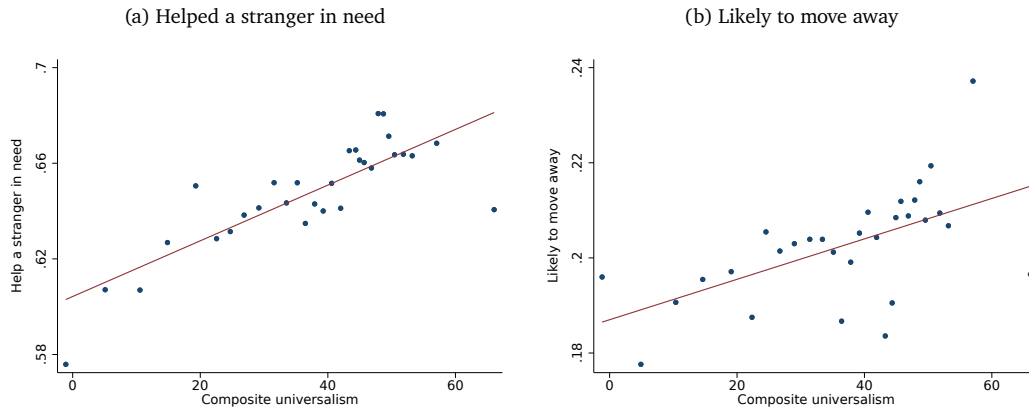 (a) Helped a stranger in need
Help a stranger in need
.58 .62 .66 .7
0 20 40 60
Composite universalism
(b) Likely to move away
Likely to move away
.18 .2 .22 .24
0 20 40 60
Composite universalism